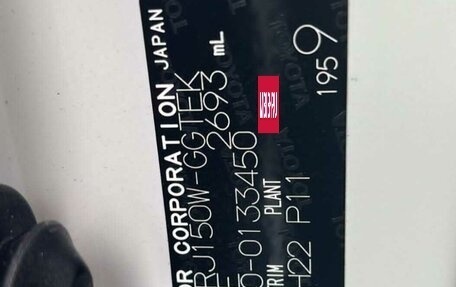 OR CORPORATION JAPAN
RJ150W-GGTEK
E 2693 mL
0-0133450
TRIM PLANT
H22 P11
1959